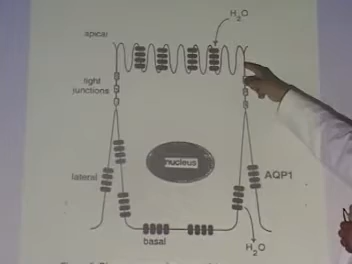 H₂O
apical
tight
junctions
nucleus
lateral
AQP1
basal
H₂O